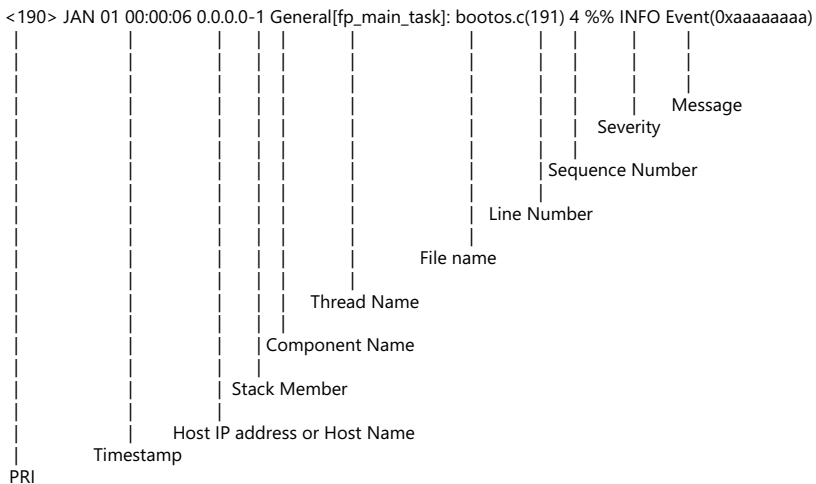 <190> JAN 01 00:00:06 0.0.0.0-1 General[fp_main_task]: bootos.c(191) 4 %% INFO Event(0xaaaaaaaa)
Message
Severity
Sequence Number
Line Number
File name
Thread Name
Component Name
Stack Member
Host IP address or Host Name
Timestamp
PRI